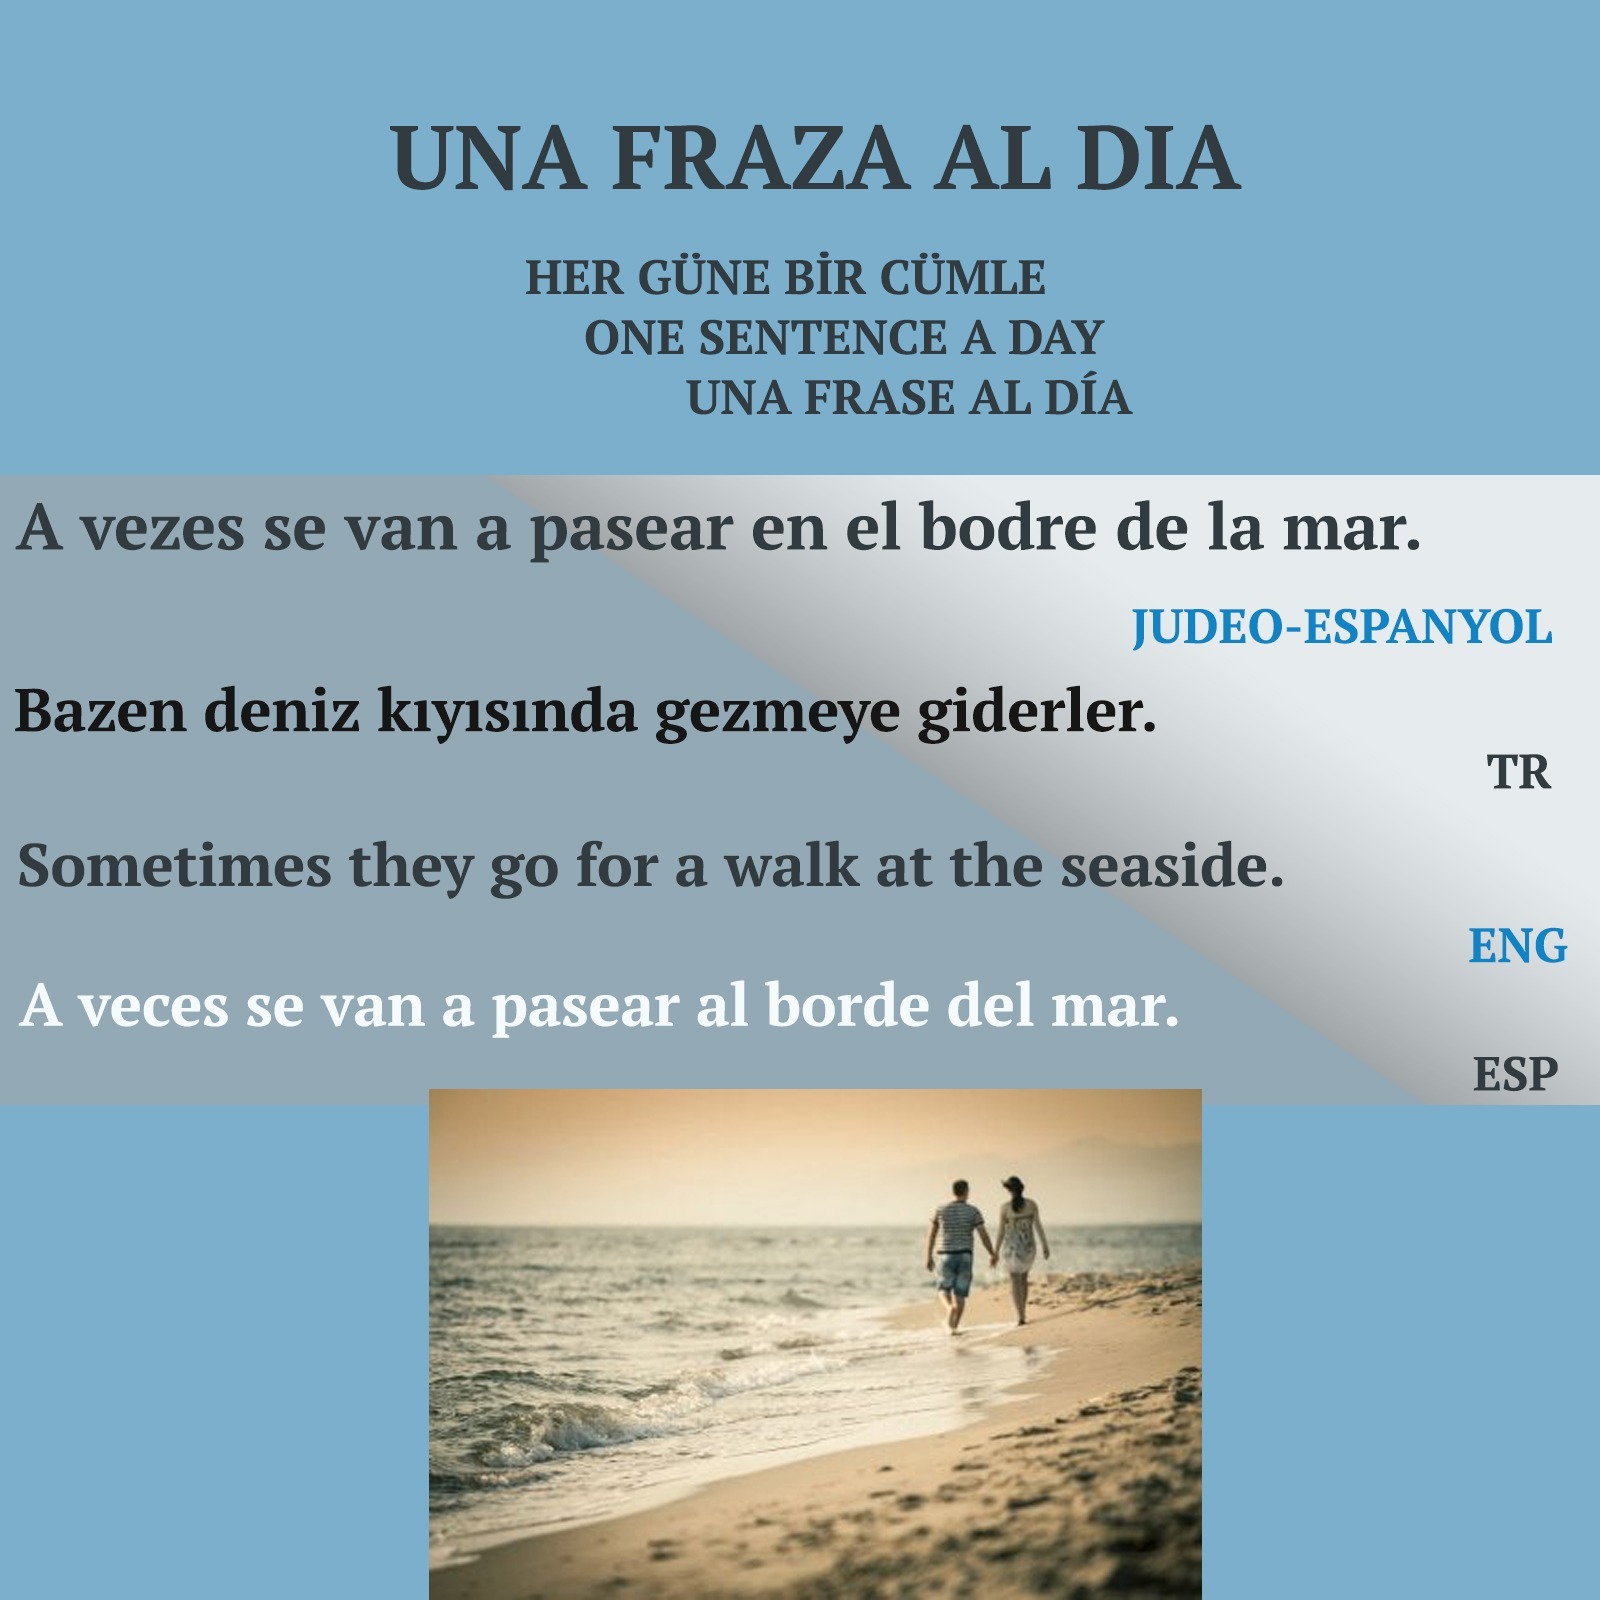 UNA FRAZA AL DIA
HER GÜNE BİR CÜMLE
ONE SENTENCE A DAY
UNA FRASE AL DÍA
A vezes se van a pasear en el bodre de la mar.
JUDEO-ESPANYOL
Bazen deniz kıyısında gezmeye giderler.
TR
Sometimes they go for a walk at the seaside.
ENG
A veces se van a pasear al borde del mar.
ESP